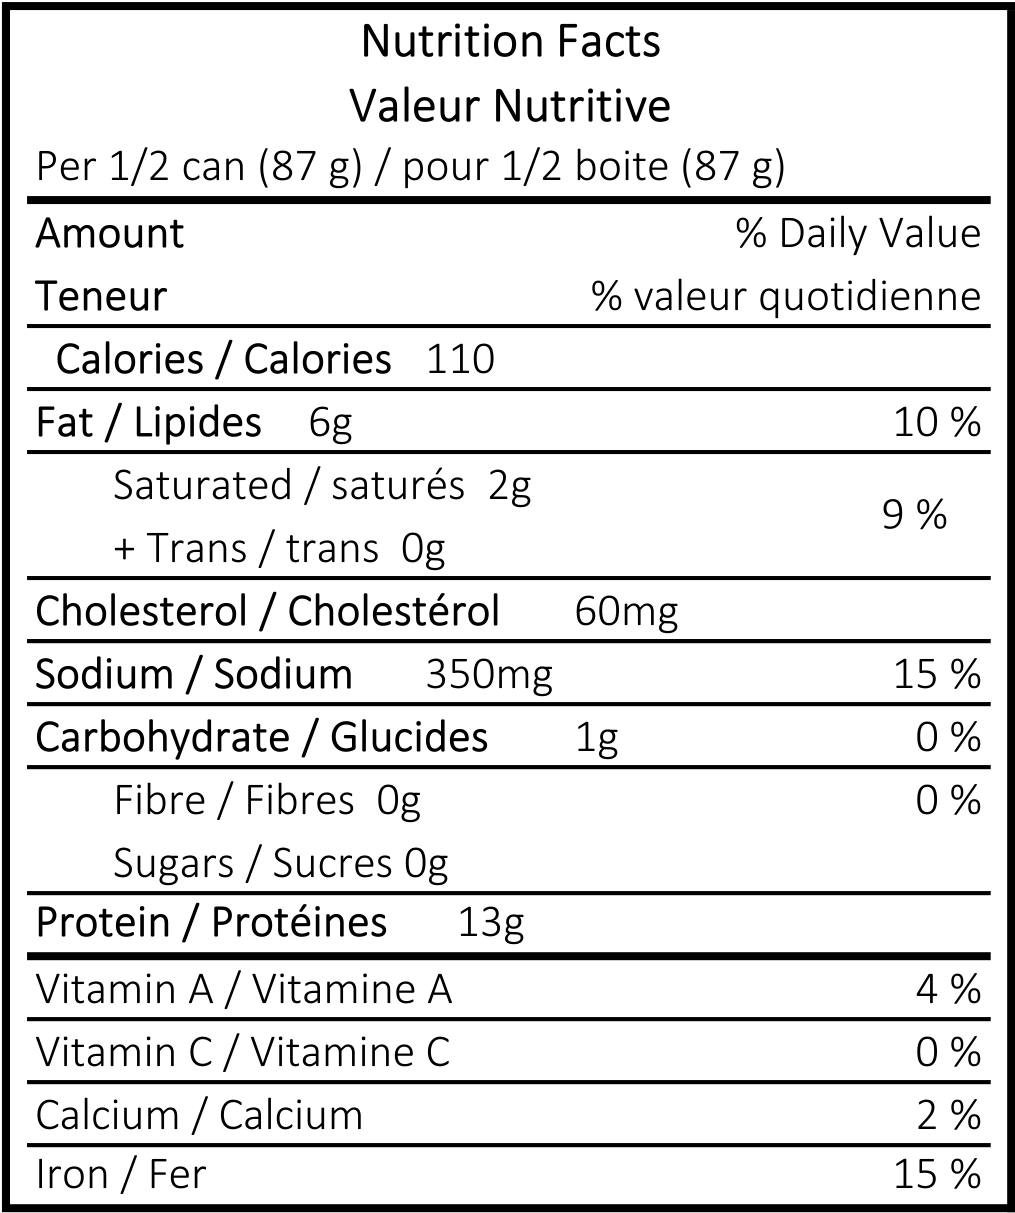 Nutrition Facts
Valeur Nutritive
Per 1/2 can (87 g) / pour 1/2 boite (87 g)
Amount % Daily Value
Teneur % valeur quotidienne
Calories / Calories 110
Fat / Lipides 6g 10 %
Saturated / saturés 2g
9 %
+ Trans / trans 0g
Cholesterol / Cholestérol 60mg
Sodium / Sodium 350mg 15 %
Carbohydrate / Glucides 1g 0 %
Fibre / Fibres 0g 0 %
Sugars / Sucres 0g
Protein / Protéines 13g
Vitamin A / Vitamine A 4 %
Vitamin C / Vitamine C 0 %
Calcium / Calcium 2 %
Iron / Fer 15 %